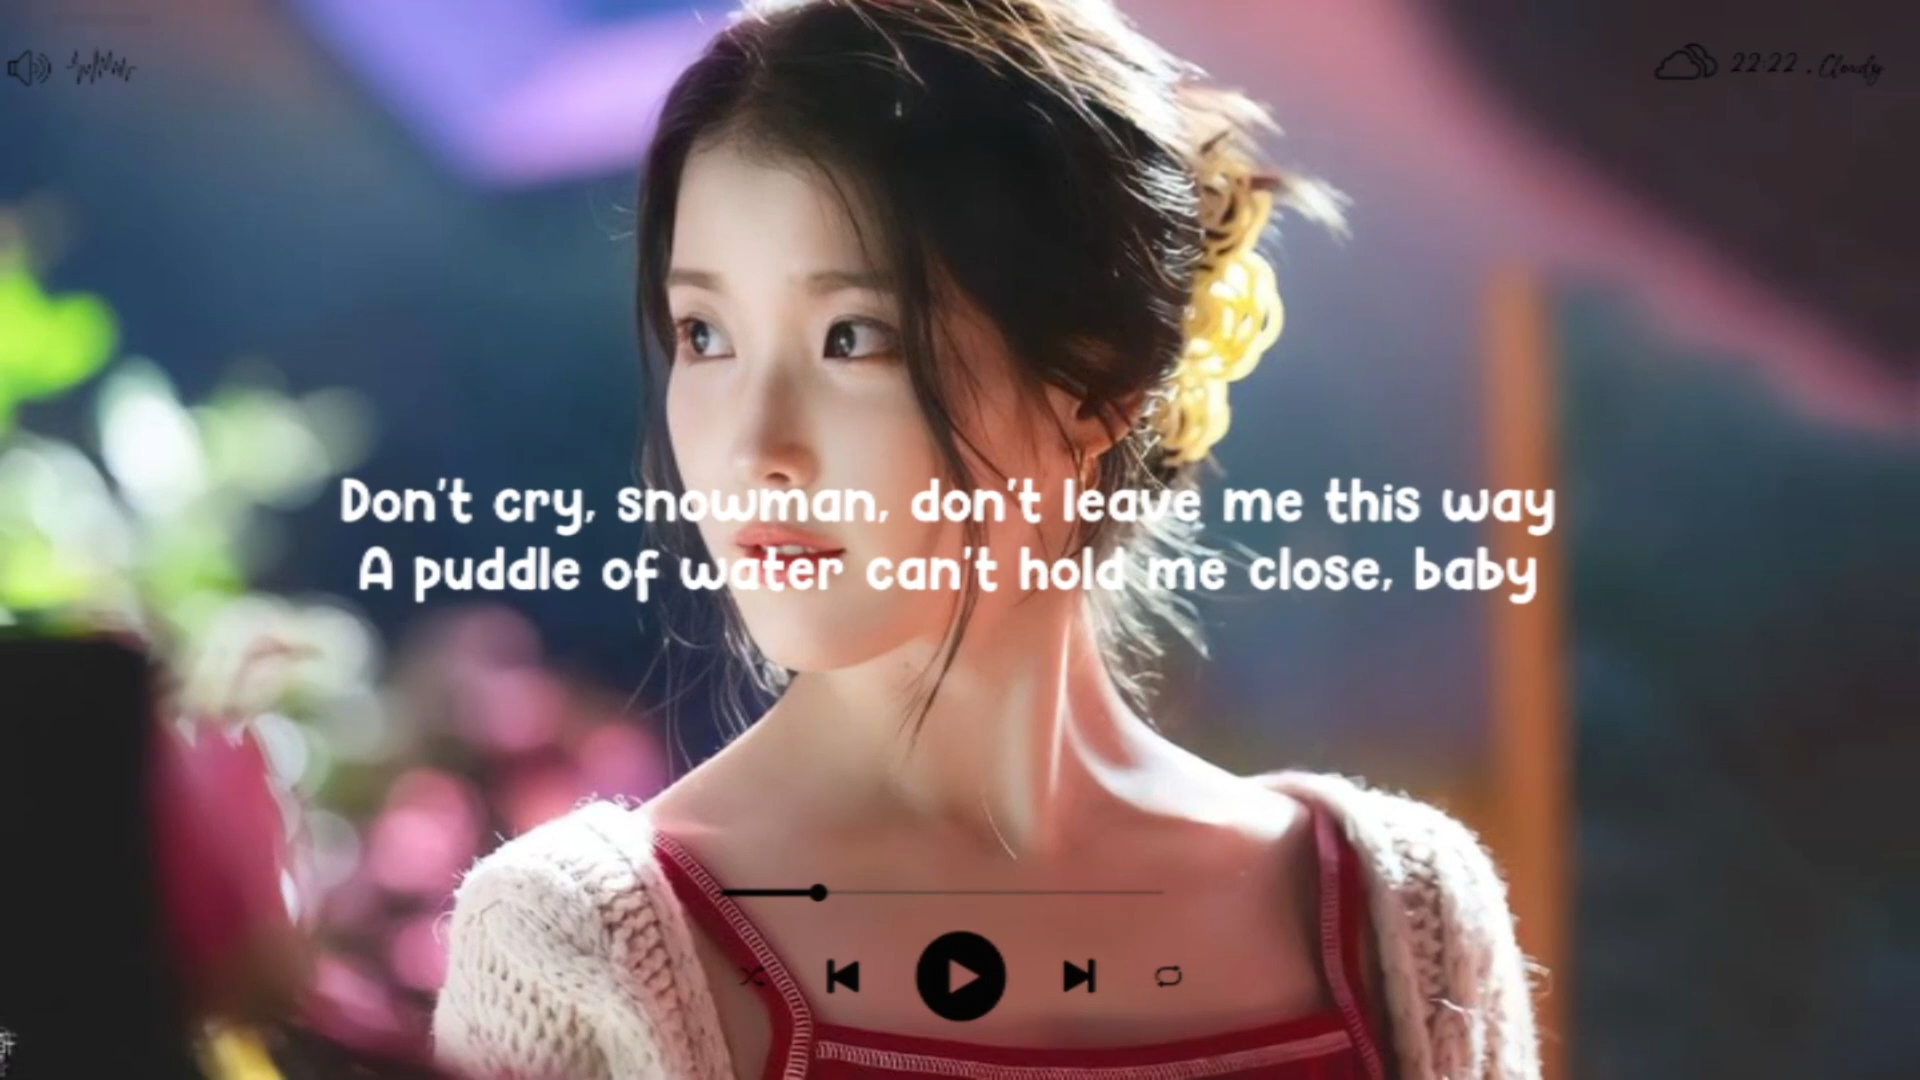 22:22 . Cloudy
Don't cry, snowman, don't leave me this way
A puddle of water can't hold me close, baby